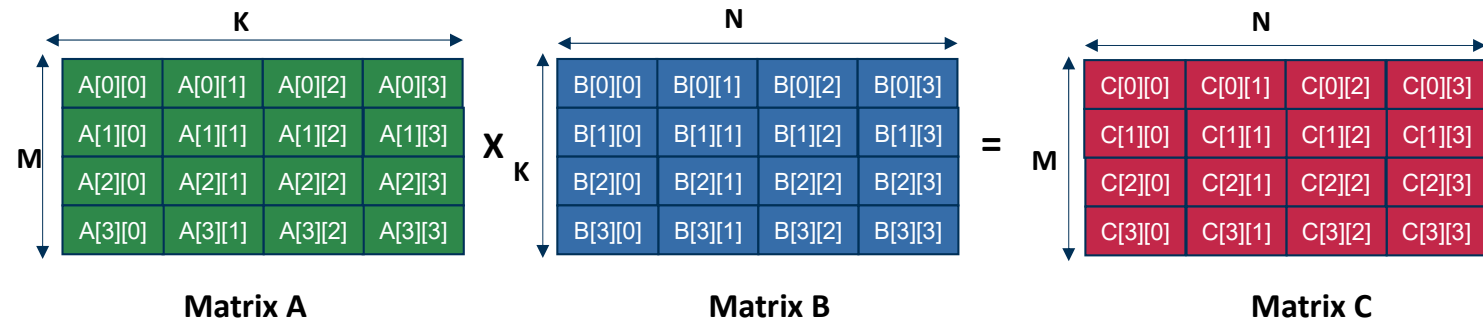 K
N
N
A[0][0] A[0][1] A[0][2] A[0][3] B[0][0] B[0][1] B[0][2] B[0][3] C[0][0] C[0][1] C[0][2] C[0][3]
A[1][0] A[1][1] A[1][2] A[1][3] B[1][0] B[1][1] B[1][2] B[1][3] C[1][0] C[1][1] C[1][2] C[1][3]
M X K = M
A[2][0] A[2][1] A[2][2] A[2][3] B[2][0] B[2][1] B[2][2] B[2][3] C[2][0] C[2][1] C[2][2] C[2][3]
A[3][0] A[3][1] A[3][2] A[3][3] B[3][0] B[3][1] B[3][2] B[3][3] C[3][0] C[3][1] C[3][2] C[3][3]
Matrix A Matrix B Matrix C